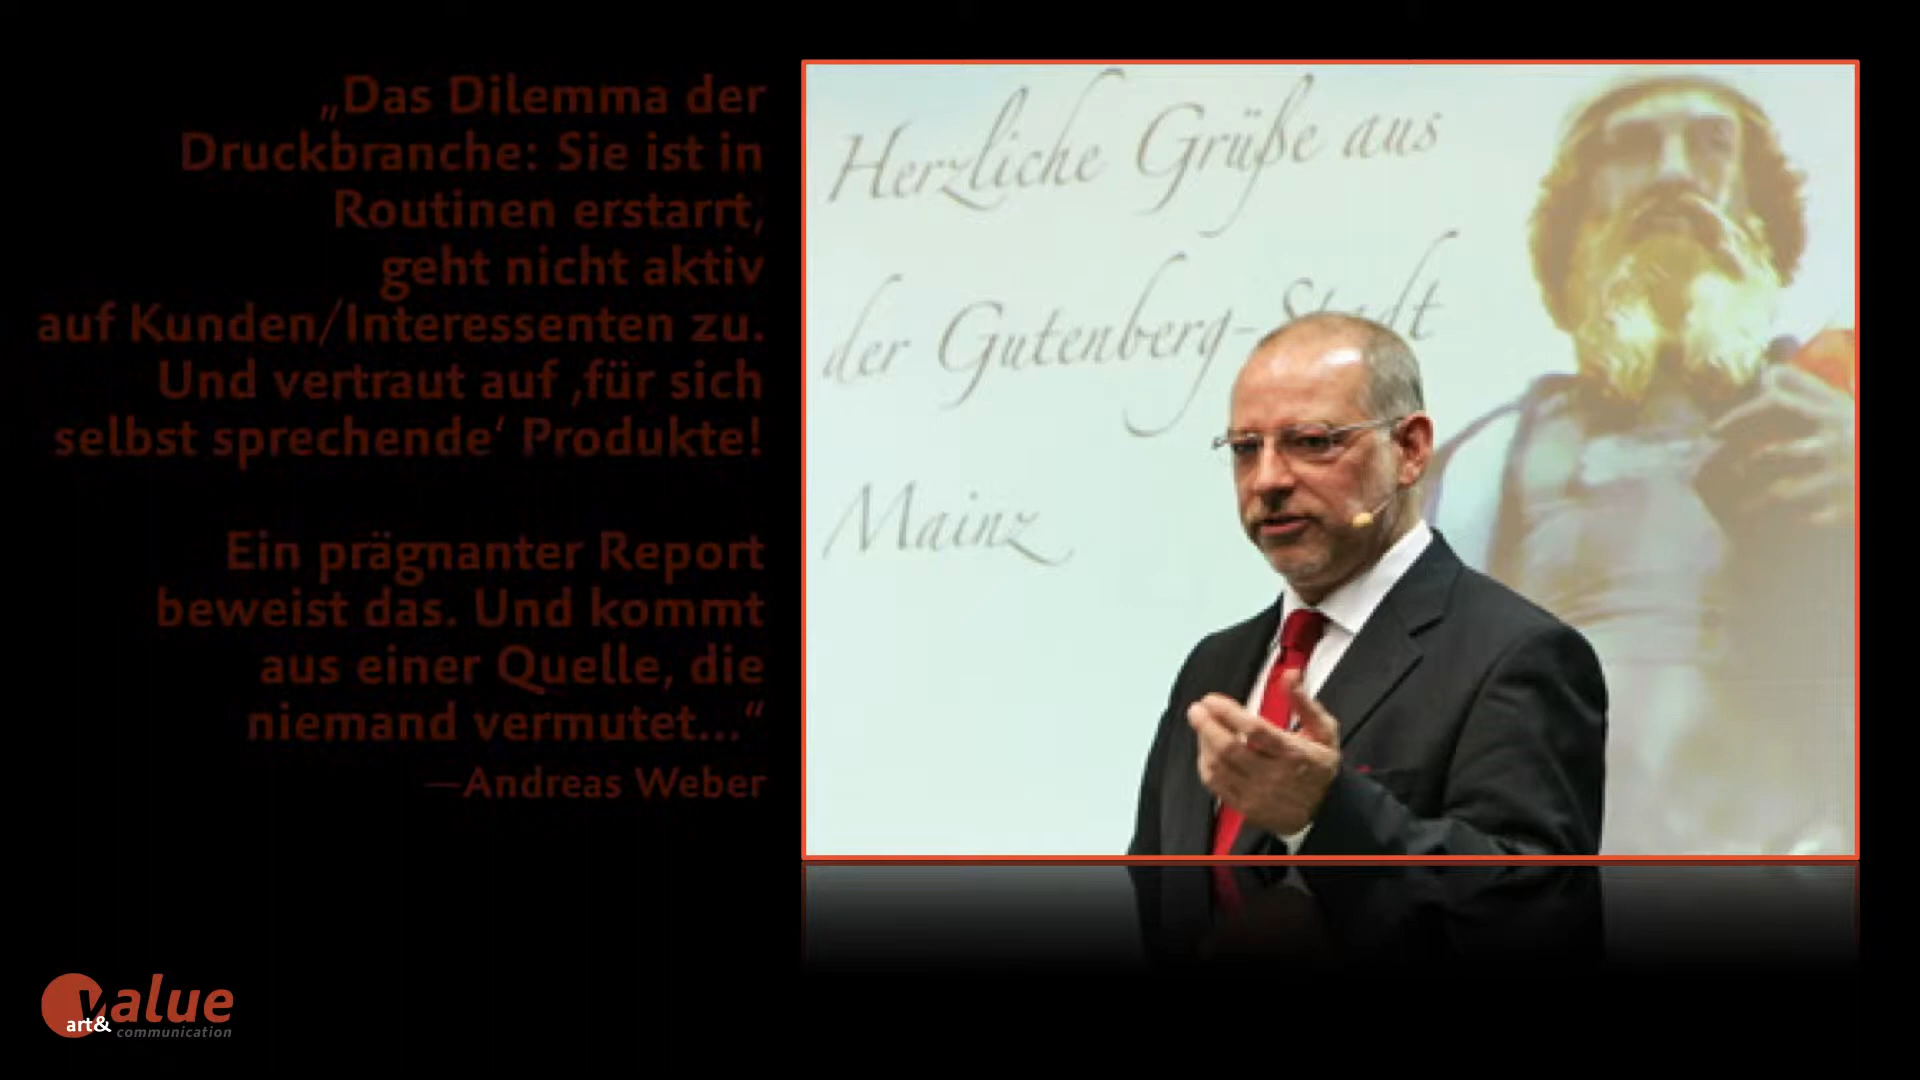 „Das Dilemma der
Druckbranche: Sie ist in
Routinen erstarrt,
geht nicht aktiv
auf Kunden/Interessenten zu.
Und vertraut auf ‚für sich
selbst sprechende‘ Produkte!
Ein prägnanter Report
beweist das. Und kommt
aus einer Quelle, die
niemand vermutet…“
—Andreas Weber
Herzliche Grüße aus
der Gutenberg-Stadt
Mainz
value
art&
communication